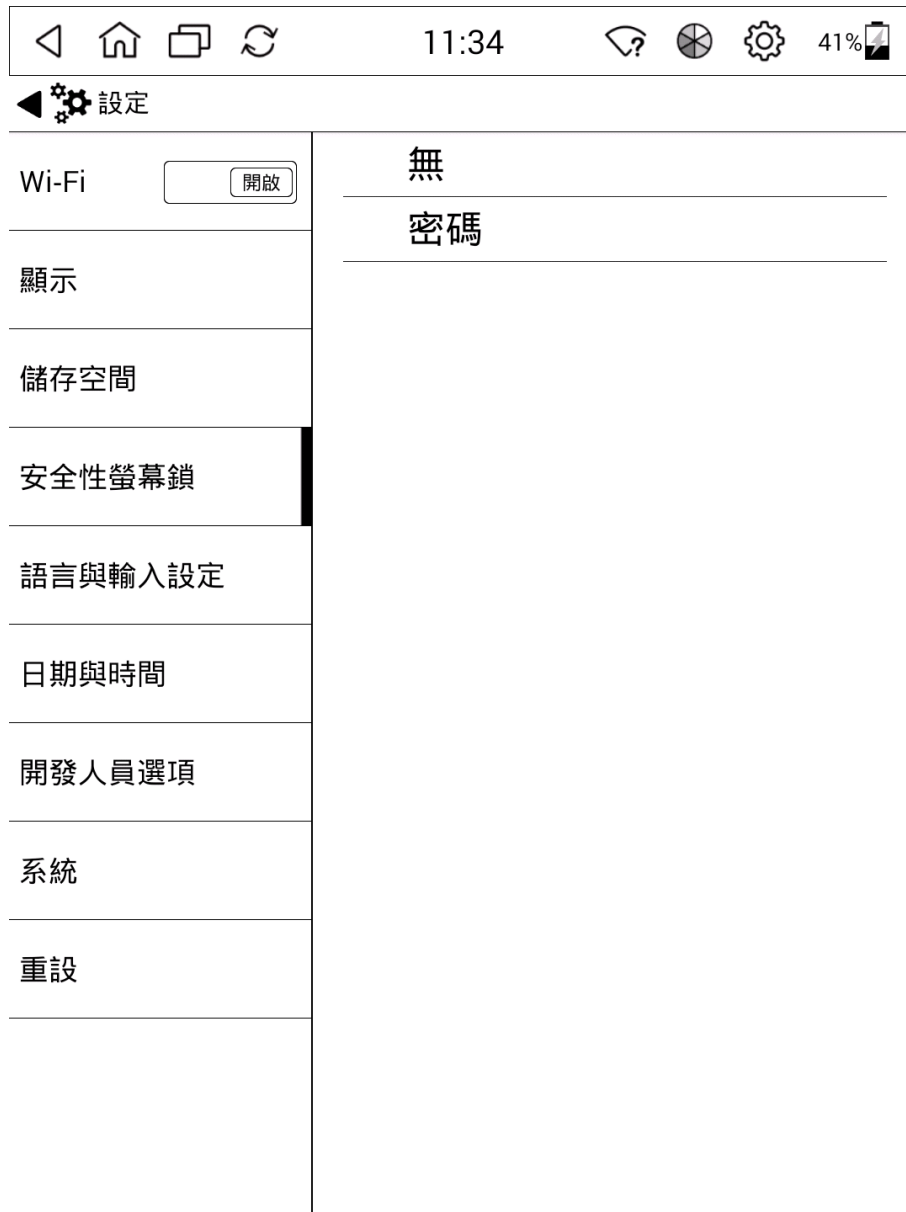 11:34
41%
設定
Wi-Fi
開啟
無
密碼
顯示
儲存空間
安全性螢幕鎖
語言與輸入設定
日期與時間
開發人員選項
系統
重設